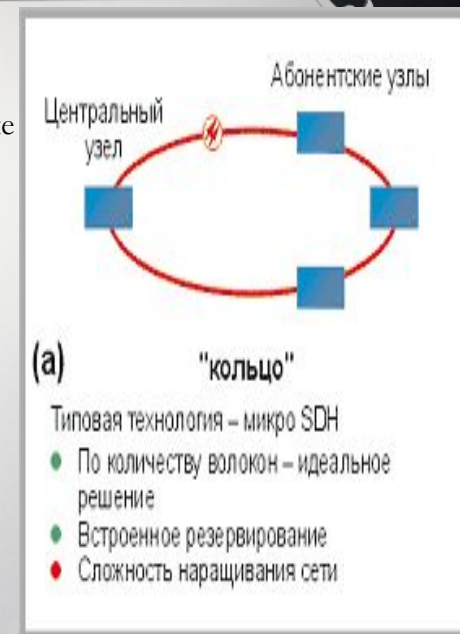 Абонентские узлы
Центральный
узел
(а)
"кольцо"
Типовая технология – микро SDH
По количеству волокон – идеальное
решение
Встроенное резервирование
Сложность наращивания сети